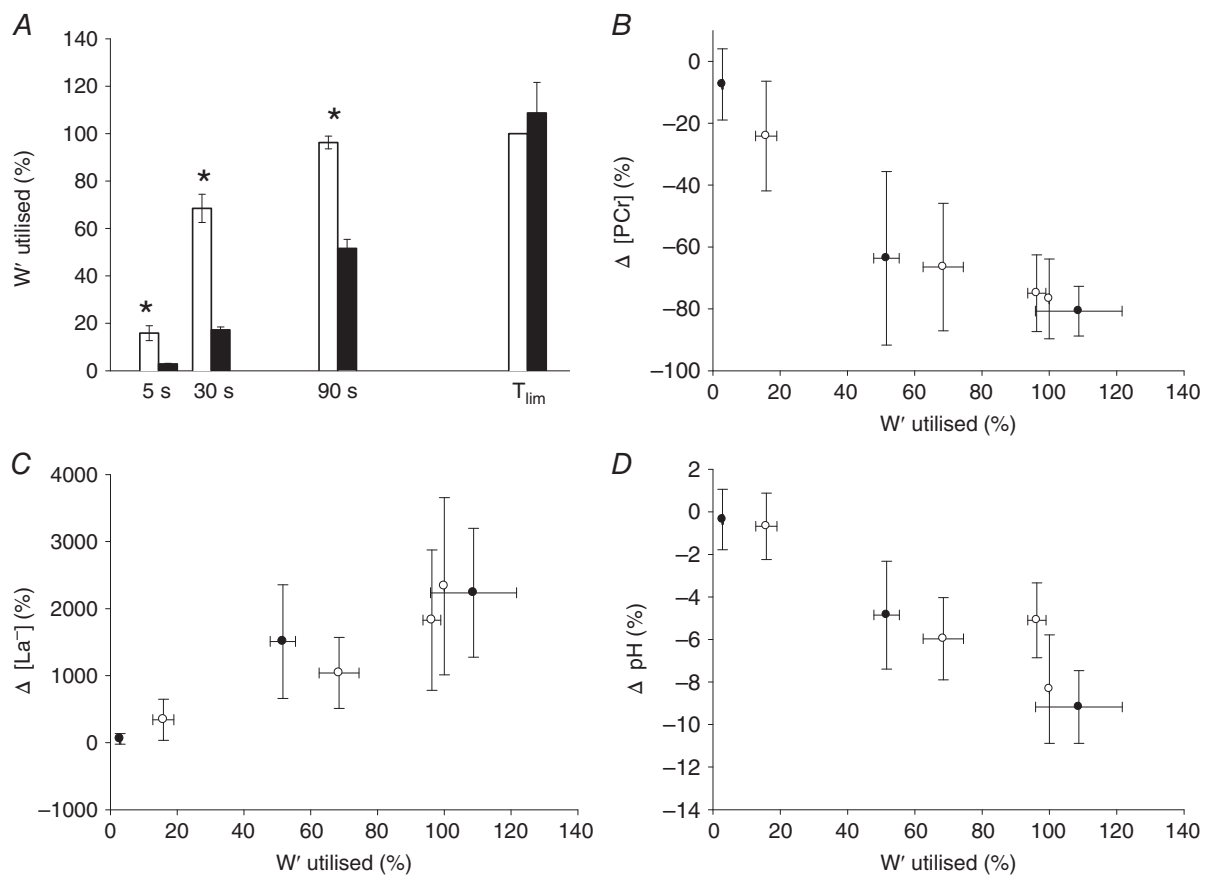 A
140
120
100
80
60
40
20
0
W′ utilised (%)
*
*
*
5 s 30 s 90 s T_lim
B
0
−20
−40
−60
−80
−100
Δ [PCr] (%)
0 20 40 60 80 100 120 140
W′ utilised (%)
C
4000
3000
2000
1000
0
−1000
Δ [La⁻] (%)
0 20 40 60 80 100 120 140
W′ utilised (%)
D
2
0
−2
−4
−6
−8
−10
−12
−14
Δ pH (%)
0 20 40 60 80 100 120 140
W′ utilised (%)